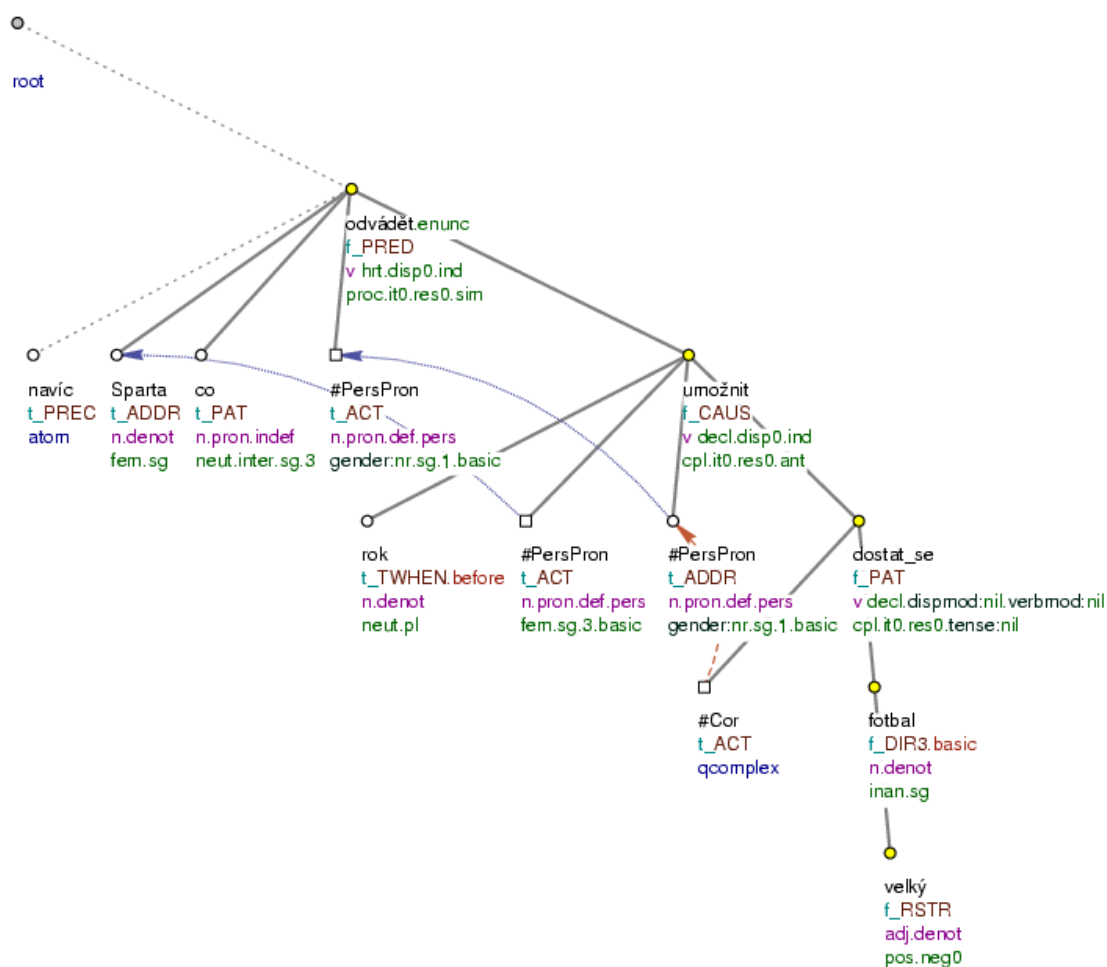 root
odvádět.enunc
f_PRED
v hrt.disp0.ind
proc.it0.res0.sim
navíc
t_PREC
atom
Sparta
t_ADDR
n.denot
fem.sg
co
t_PAT
n.pron.indef
neut.inter.sg.3
#PersPron
t_ACT
n.pron.def.pers
gender:nr.sg.1.basic
umožnit
f_CAUS
v decl.disp0.ind
cpl.it0.res0.ant
rok
t_TWHEN.before
n.denot
neut.pl
#PersPron
t_ACT
n.pron.def.pers
fem.sg.3.basic
#PersPron
t_ADDR
n.pron.def.pers
gender:nr.sg.1.basic
dostat_se
f_PAT
v decl.dispmod:nil.verbmod:nil
cpl.it0.res0.tense:nil
#Cor
t_ACT
qcomplex
fotbal
f_DIR3.basic
n.denot
inan.sg
velký
f_RSTR
adj.denot
pos.neg0